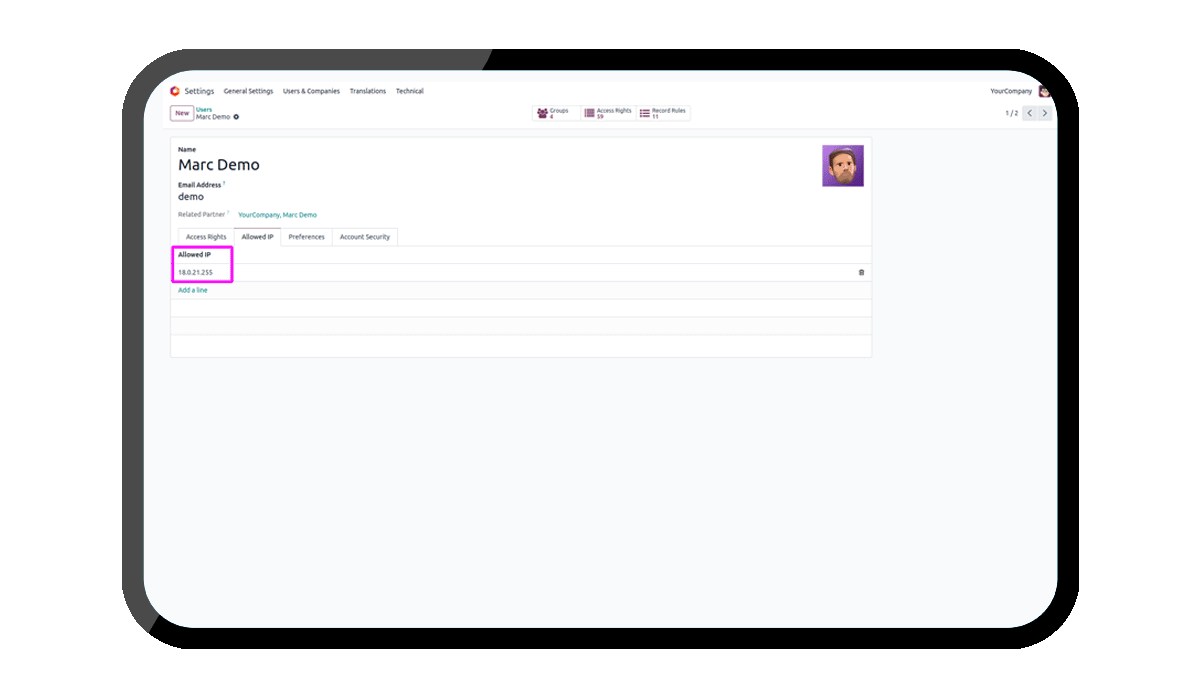 Settings General Settings Users & Companies Translations Technical YourCompany
New Users Groups Access Rights Record Rules
Marc Demo 4 59 11 1 / 2
Name
Marc Demo
Email Address ?
demo
Related Partner ? YourCompany, Marc Demo
Access Rights Allowed IP Preferences Account Security
Allowed IP
18.0.21.255
Add a line